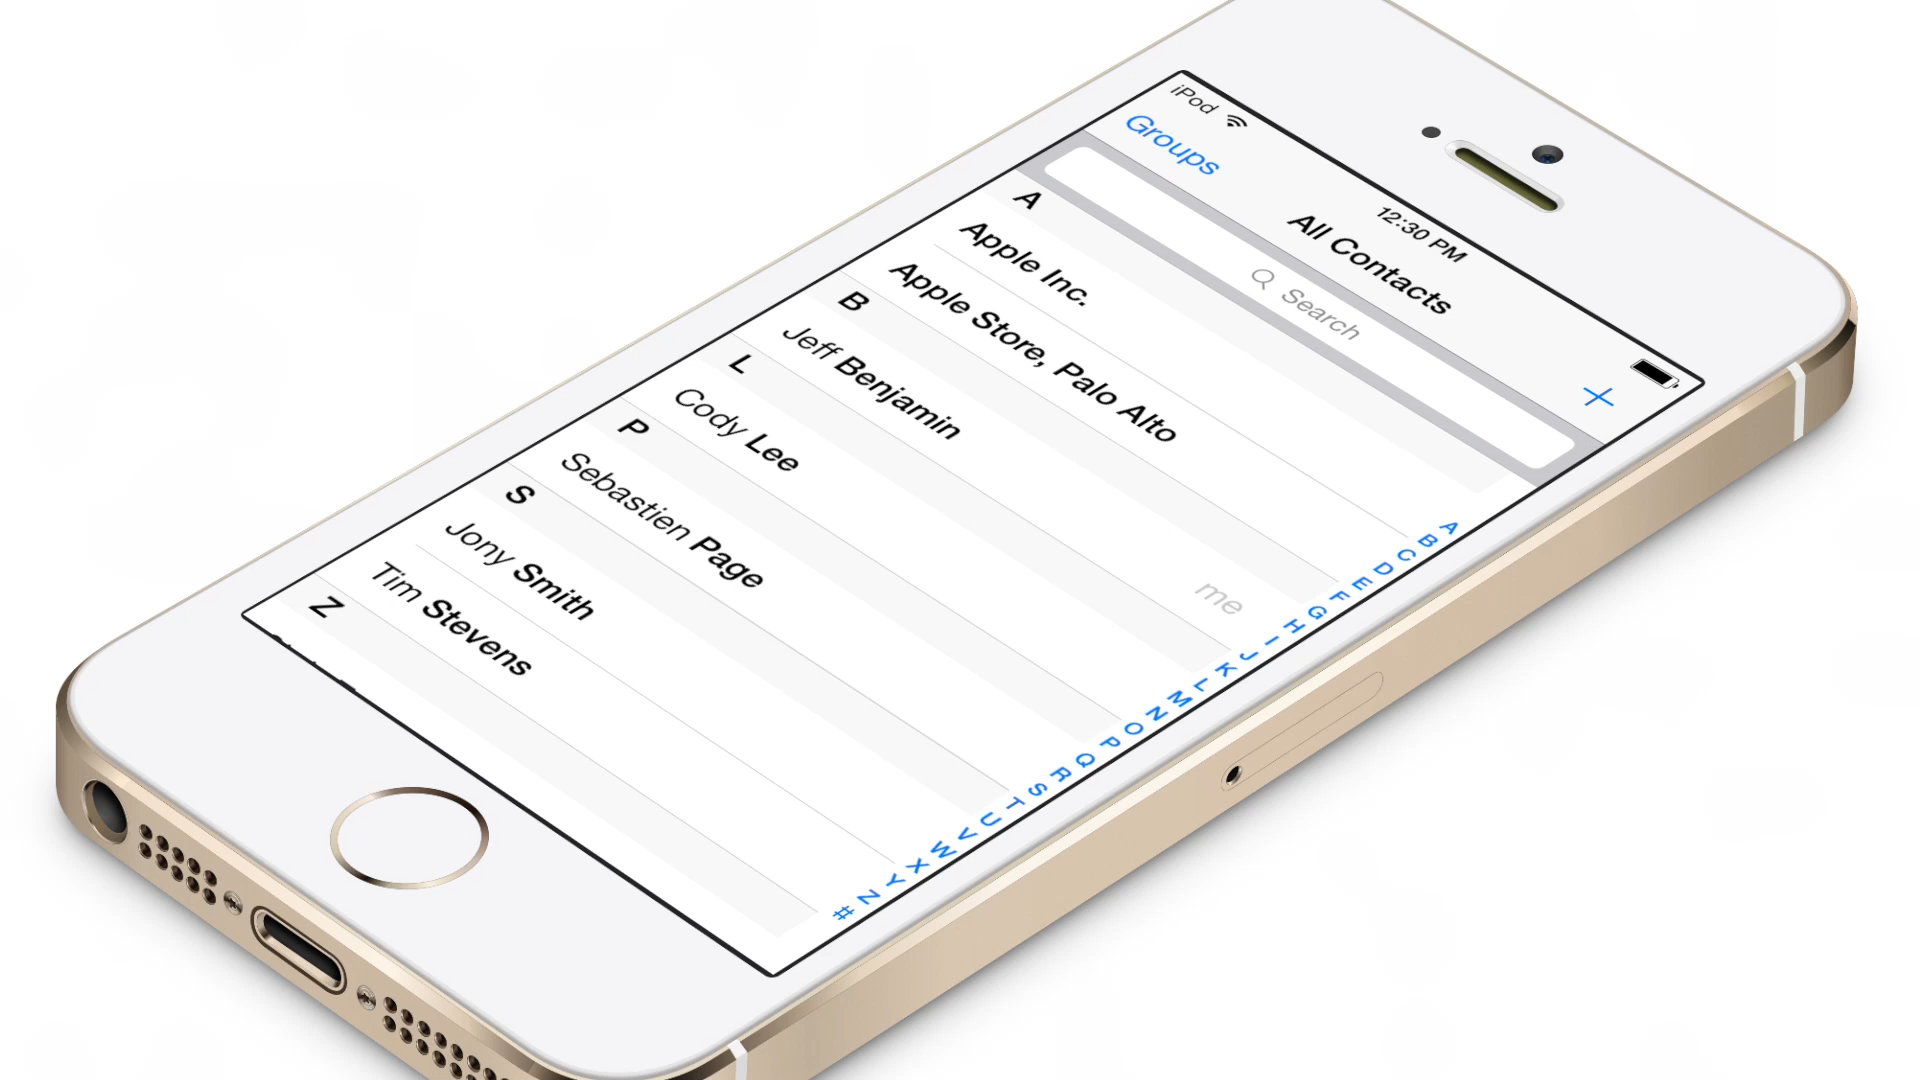 iPod
12:30 PM
Groups
All Contacts
+
Search
A
Apple Inc.
Apple Store, Palo Alto
B
Jeff Benjamin
L
Cody Lee
me
P
Sebastien Page
S
Jony Smith
Tim Stevens
Z
A
B
C
D
E
F
G
H
I
J
K
L
M
N
O
P
Q
R
S
T
U
V
W
X
Y
Z
#